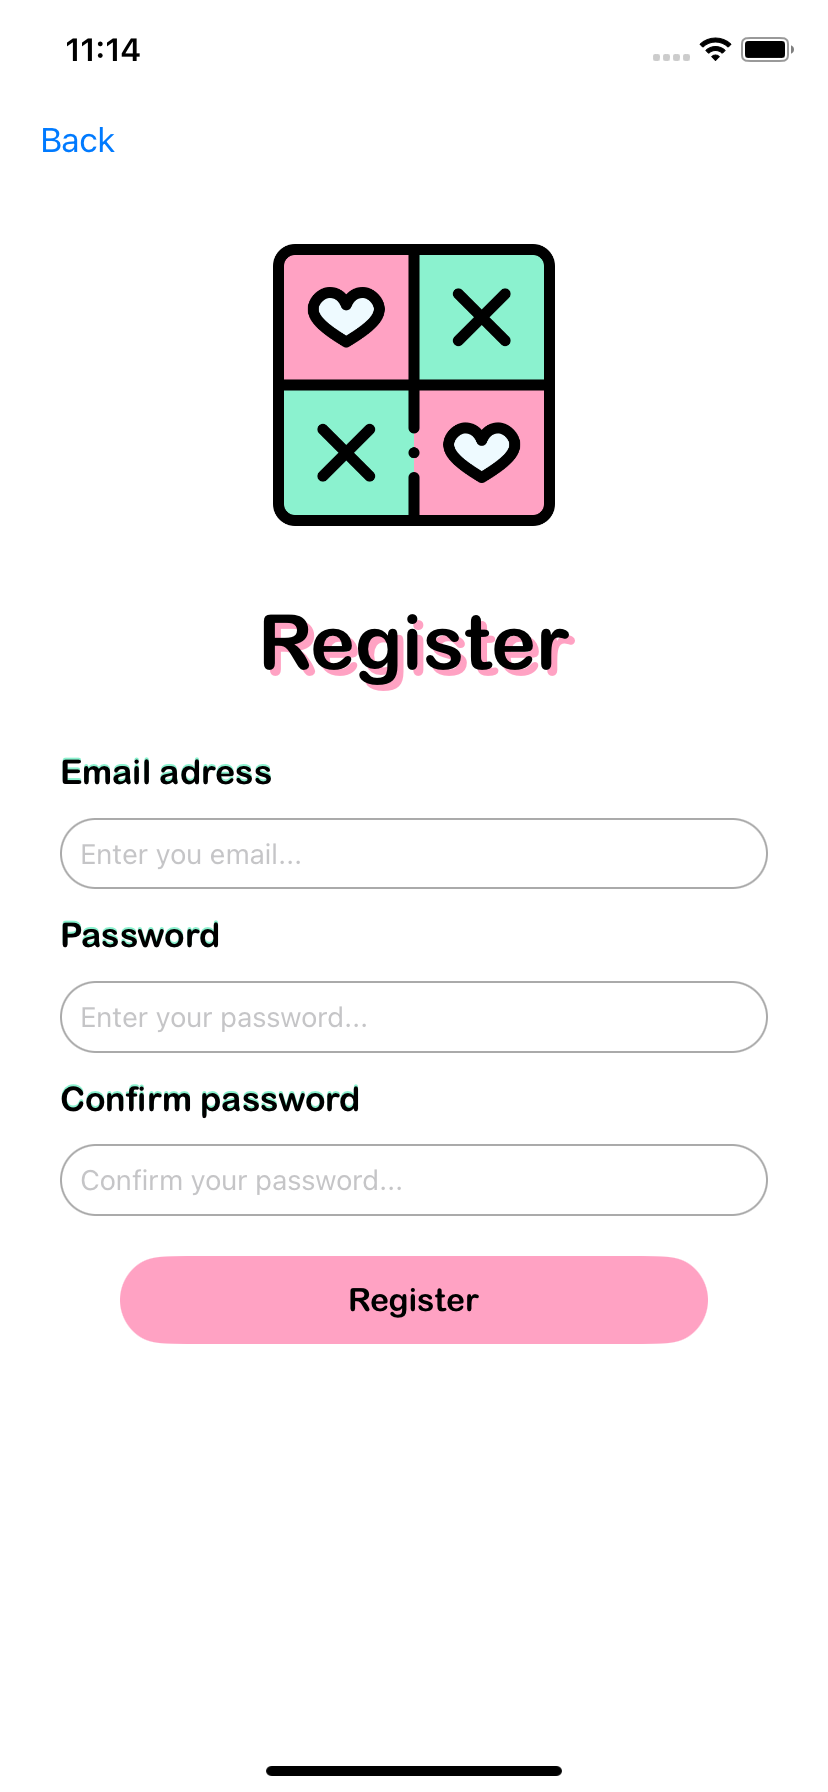 11:14
Back
Register
Email adress
Enter you email...
Password
Enter your password...
Confirm password
Confirm your password...
Register